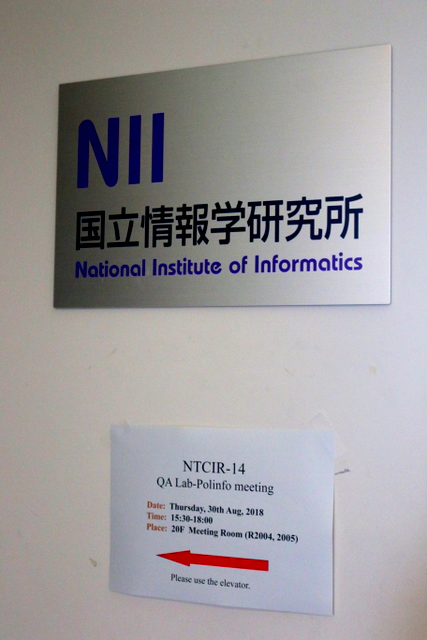 NII
国立情報学研究所
National Institute of Informatics
NTCIR-14
QA Lab-Polinfo meeting
Date: Thursday, 30th Aug, 2018
Time: 15:30-18:00
Place: 20F Meeting Room (R2004, 2005)
Please use the elevator.